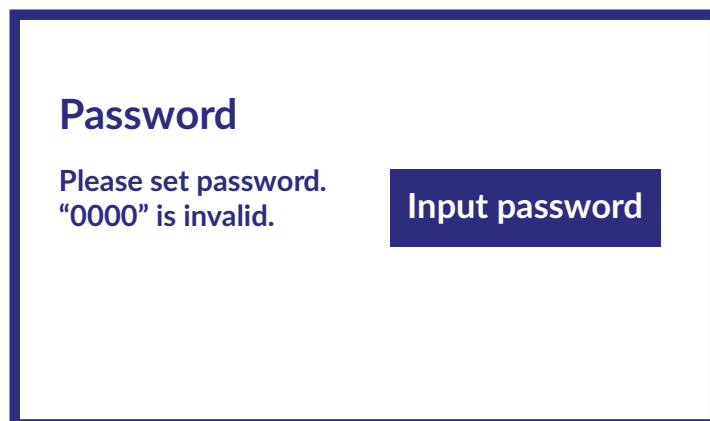 Password
Please set password.
“0000” is invalid.
Input password